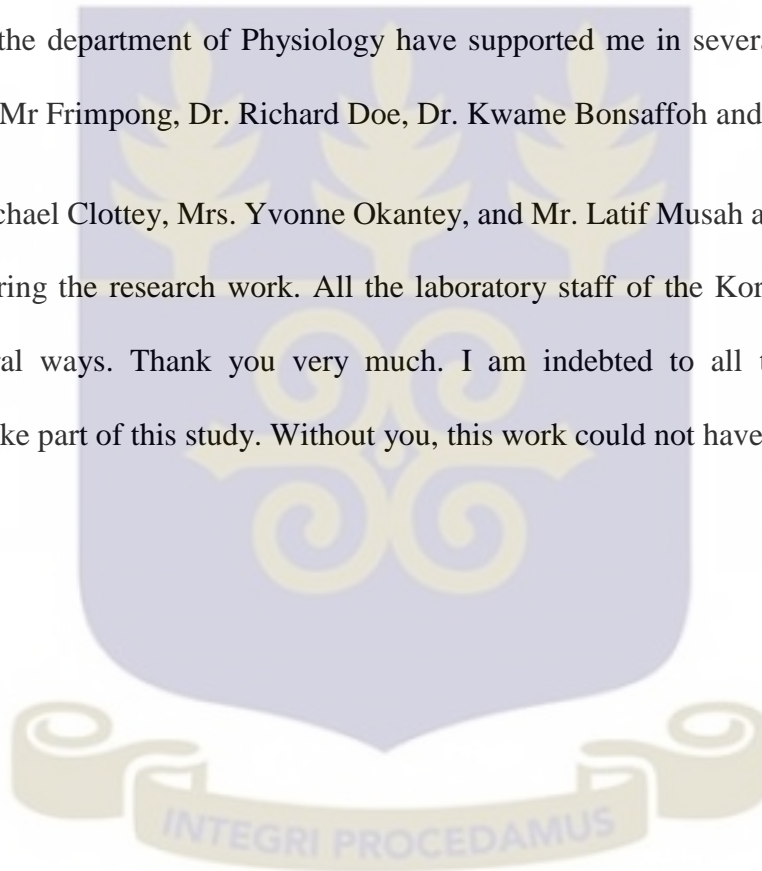 the department of Physiology have supported me in severa
Mr Frimpong, Dr. Richard Doe, Dr. Kwame Bonsaffoh and
chael Clottey, Mrs. Yvonne Okantey, and Mr. Latif Musah a
ring the research work. All the laboratory staff of the Kor
ral ways. Thank you very much. I am indebted to all t
ke part of this study. Without you, this work could not have
INTEGRI PROCEDAMUS